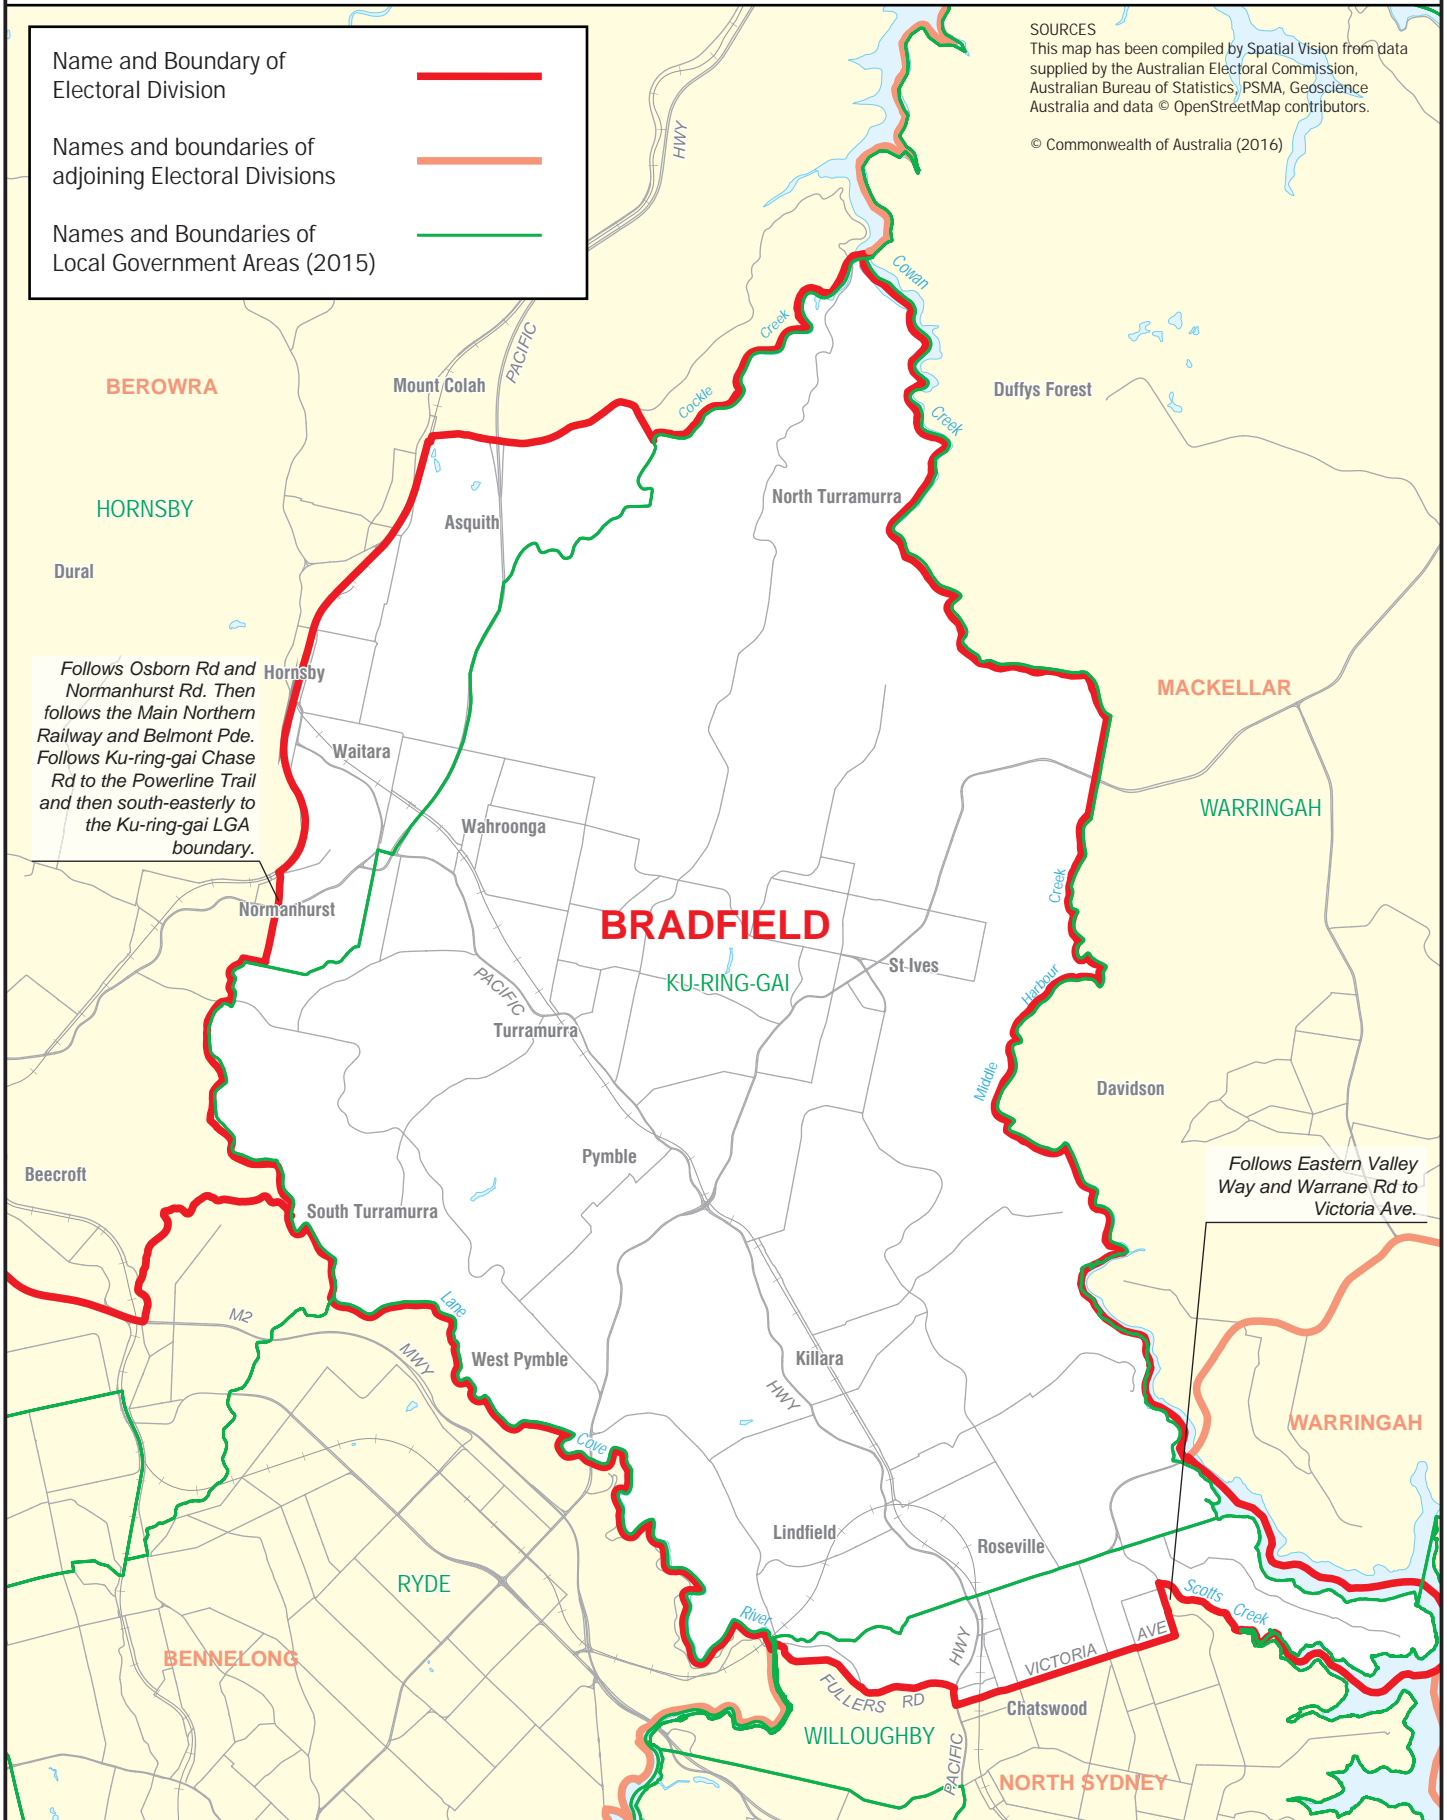 Name and Boundary of
Electoral Division
Names and boundaries of
adjoining Electoral Divisions
Names and Boundaries of
Local Government Areas (2015)
SOURCES
This map has been compiled by Spatial Vision from data
supplied by the Australian Electoral Commission,
Australian Bureau of Statistics, PSMA, Geoscience
Australia and data © OpenStreetMap contributors.
© Commonwealth of Australia (2016)
HWY
Cowan
Creek
PACIFIC
BEROWRA
Mount Colah
Duffys Forest
Cockle
Creek
North Turramurra
HORNSBY
Asquith
Dural
Follows Osborn Rd and
Normanhurst Rd. Then
follows the Main Northern
Railway and Belmont Pde.
Follows Ku-ring-gai Chase
Rd to the Powerline Trail
and then south-easterly to
the Ku-ring-gai LGA
boundary.
Hornsby
MACKELLAR
Waitara
WARRINGAH
Wahroonga
Creek
Normanhurst
BRADFIELD
St Ives
KU-RING-GAI
PACIFIC
Harbour
Turramurra
Middle
Davidson
Pymble
Beecroft
Follows Eastern Valley
Way and Warrane Rd to
Victoria Ave.
South Turramurra
Lane
M2
MWY
West Pymble
Killara
HWY
WARRINGAH
Cove
Lindfield
Roseville
RYDE
Scotts
Creek
River
AVE
VICTORIA
HWY
BENNELONG
FULLERS RD
Chatswood
WILLOUGHBY
PACIFIC
NORTH SYDNEY